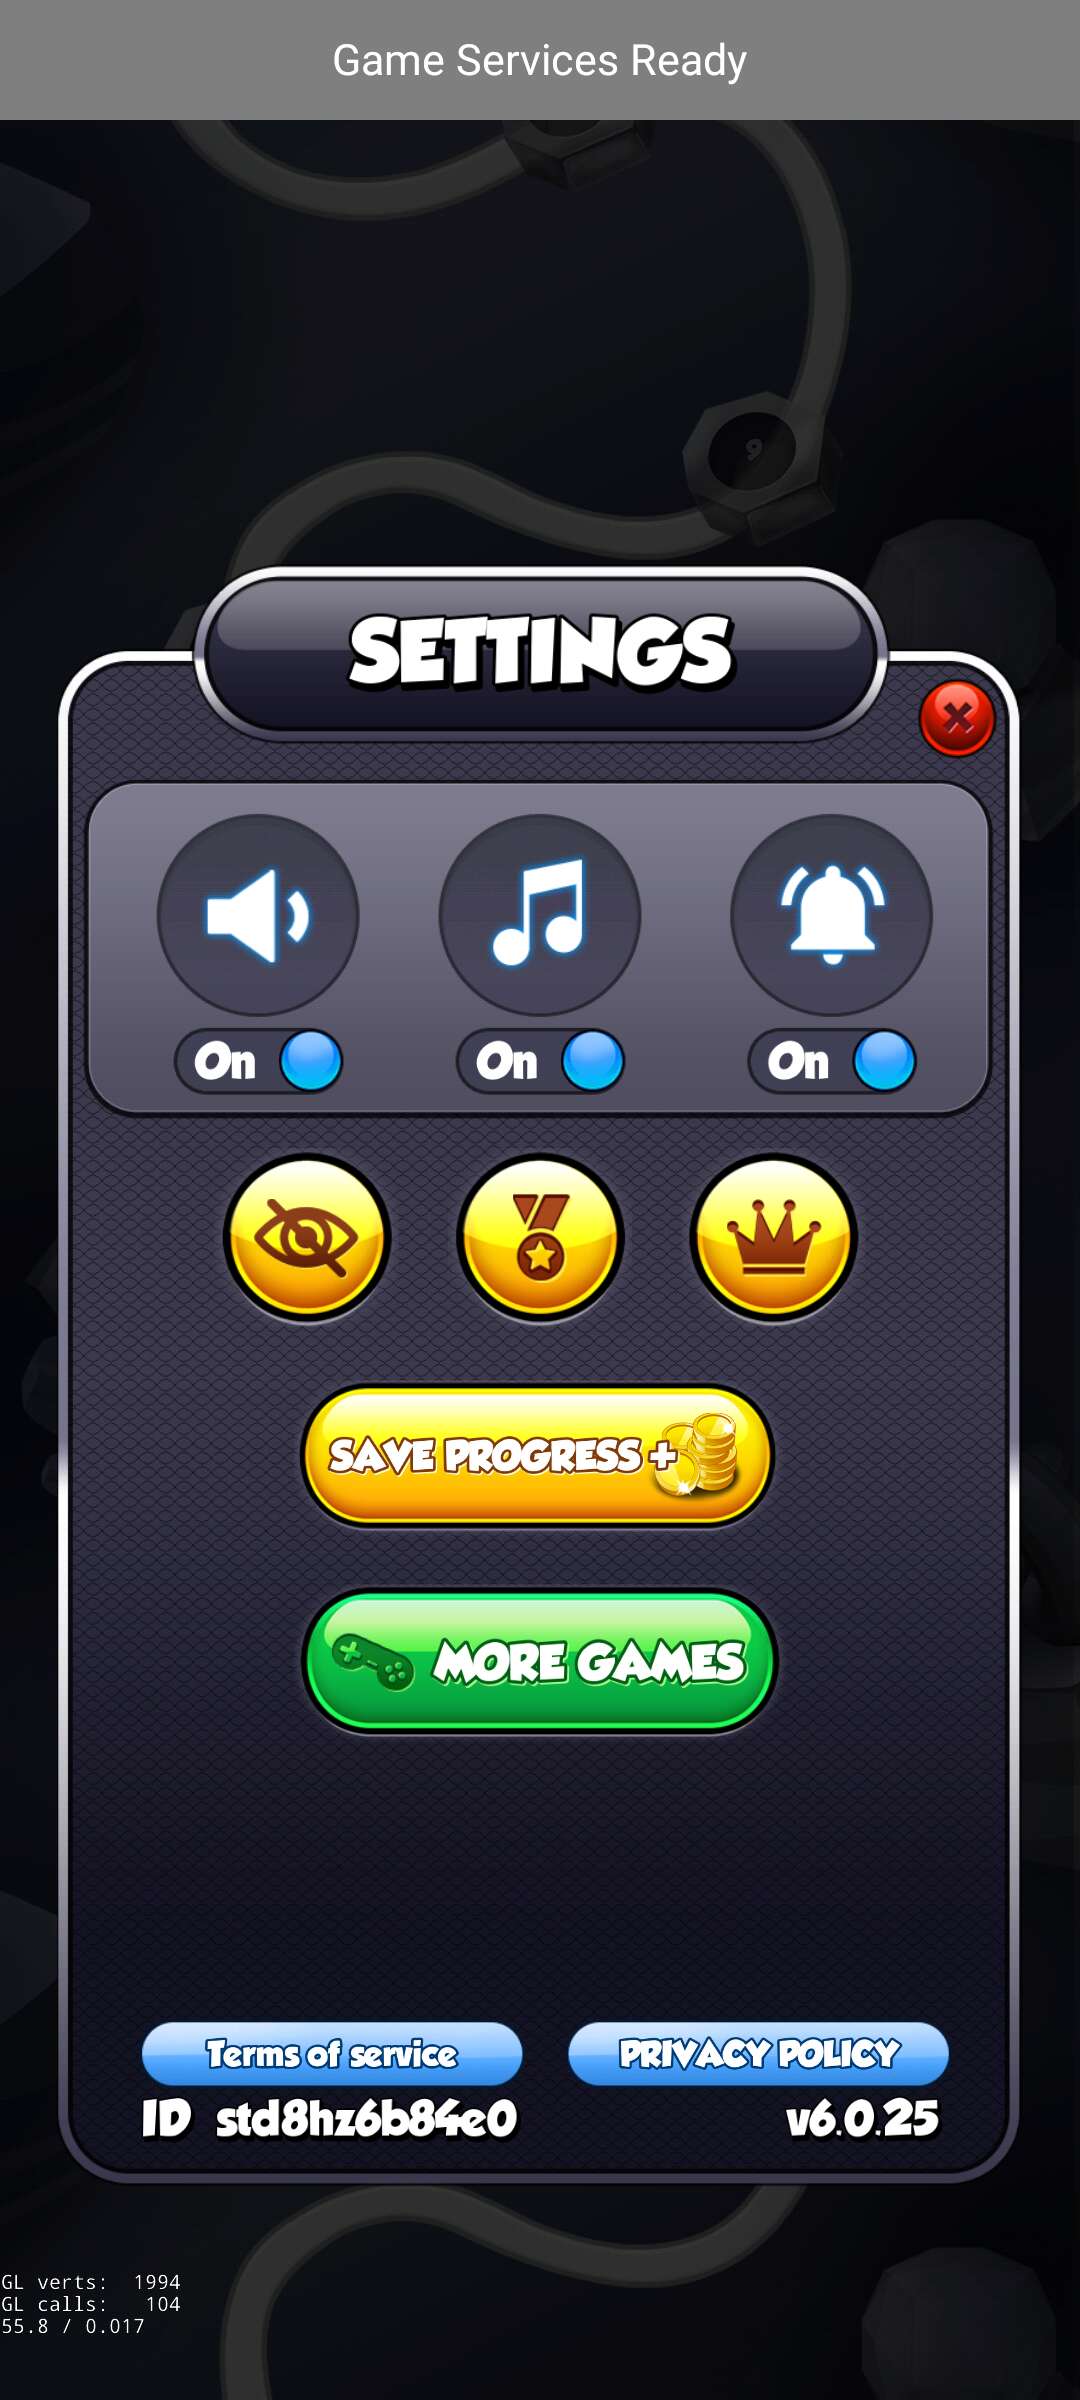 Game Services Ready
9
SETTINGS
On On On
SAVE PROGRESS +
MORE GAMES
Terms of service PRIVACY POLICY
ID std8hz6b84e0 v6.0.25
GL verts: 1994
GL calls: 104
55.8 / 0.017